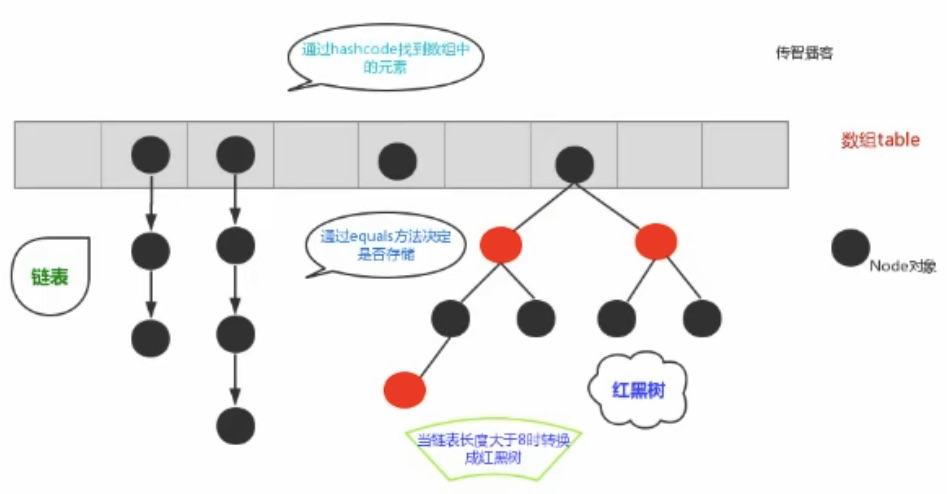 通过hashcode找到数组中
的元素
传智播客
数组table
通过equals方法决定
是否存储
链表
Node对象
红黑树
当链表长度大于8时转换
成红黑树